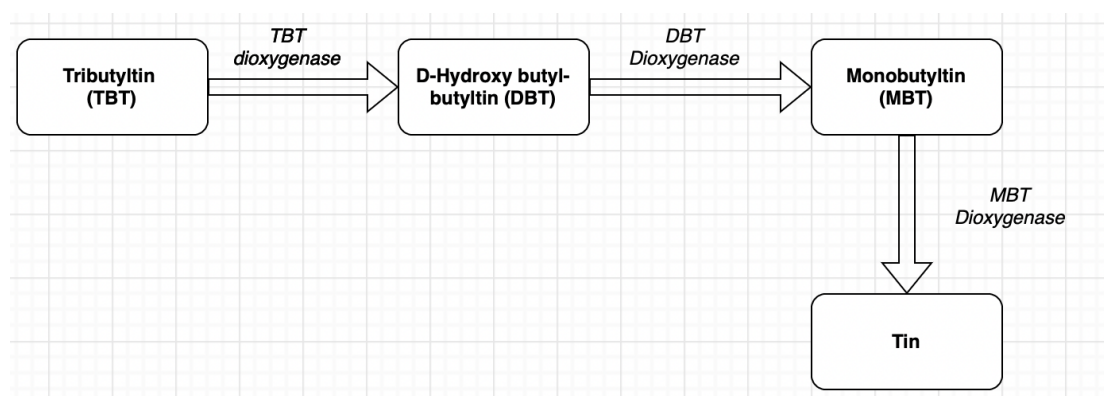 TBT
dioxygenase
DBT
Dioxygenase
Tributyltin
(TBT)
D-Hydroxy butyl-
butyltin (DBT)
Monobutyltin
(MBT)
MBT
Dioxygenase
Tin